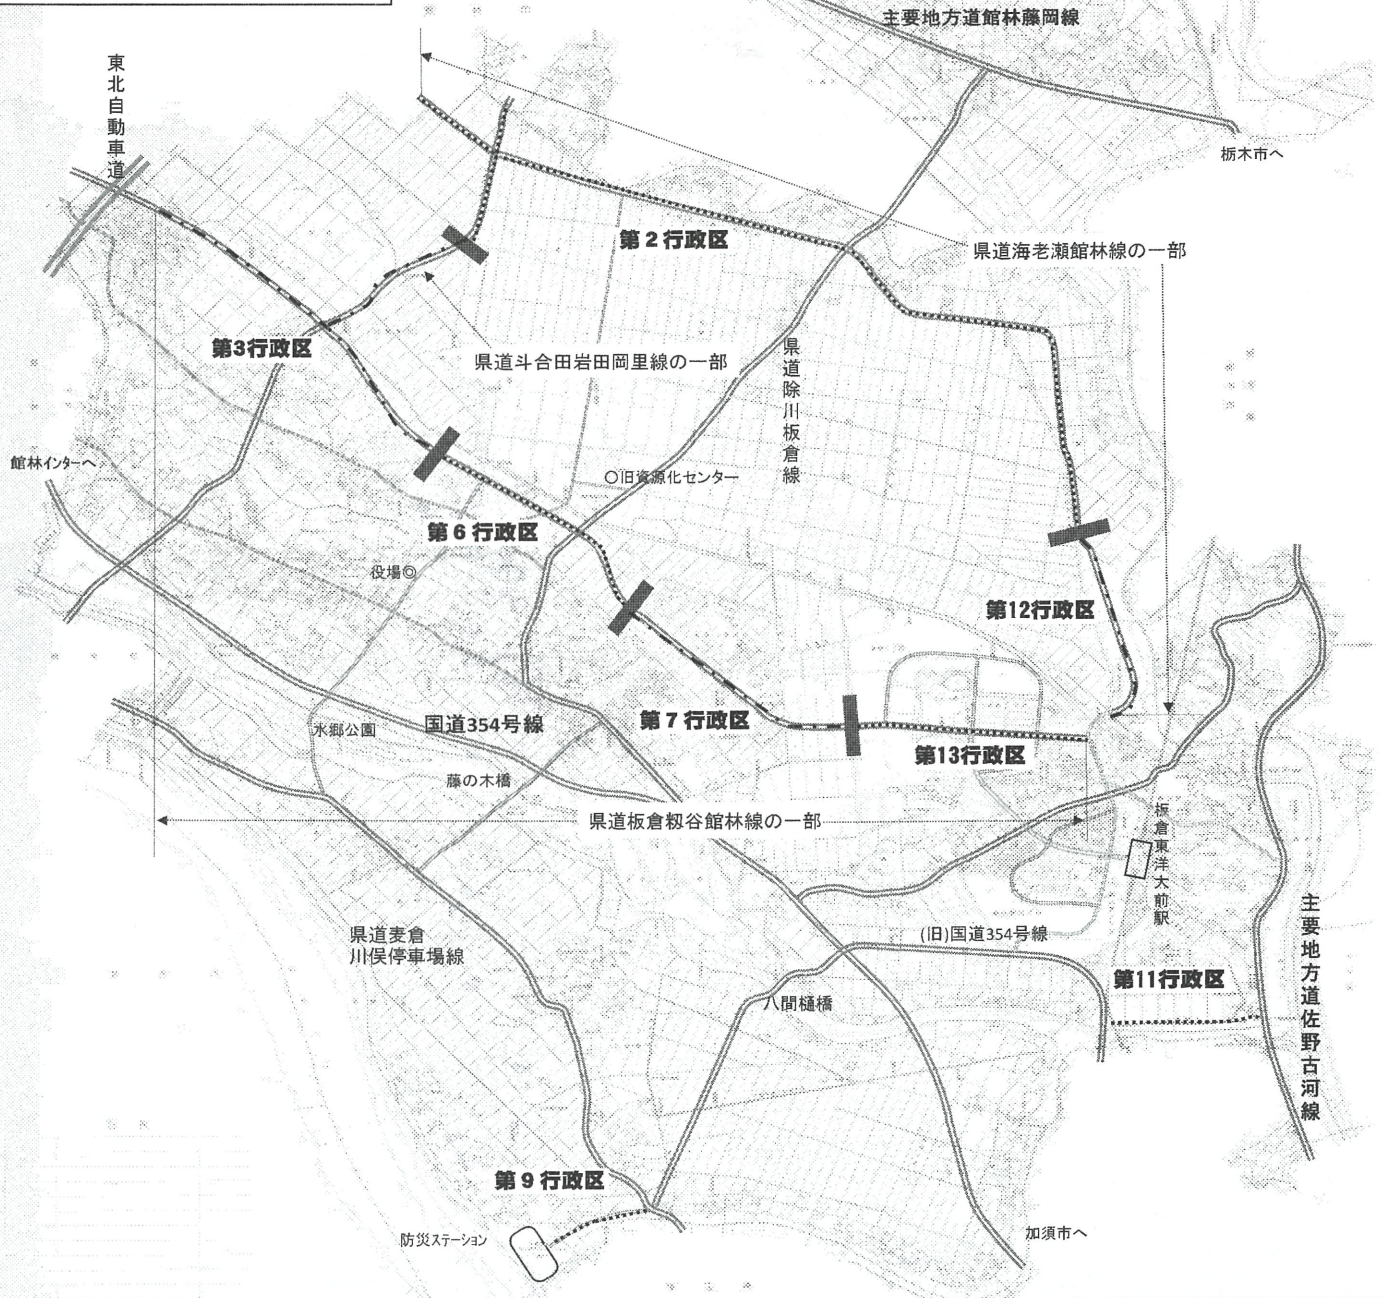 主要地方道館林藤岡線
東北自動車道
栃木市へ
第２行政区
県道海老瀬館林線の一部
第3行政区
県道斗合田岩田岡里線の一部
県道除川板倉線
館林インターへ
○旧資源化センター
第６行政区
役場◎
第12行政区
水郷公園
国道354号線
第７行政区
第13行政区
藤の木橋
県道板倉籾谷館林線の一部
板倉東洋大前駅
主要地方道佐野古河線
県道麦倉
川俣停車場線
(旧)国道354号線
第11行政区
八間樋橋
第９行政区
防災ステーション
加須市へ